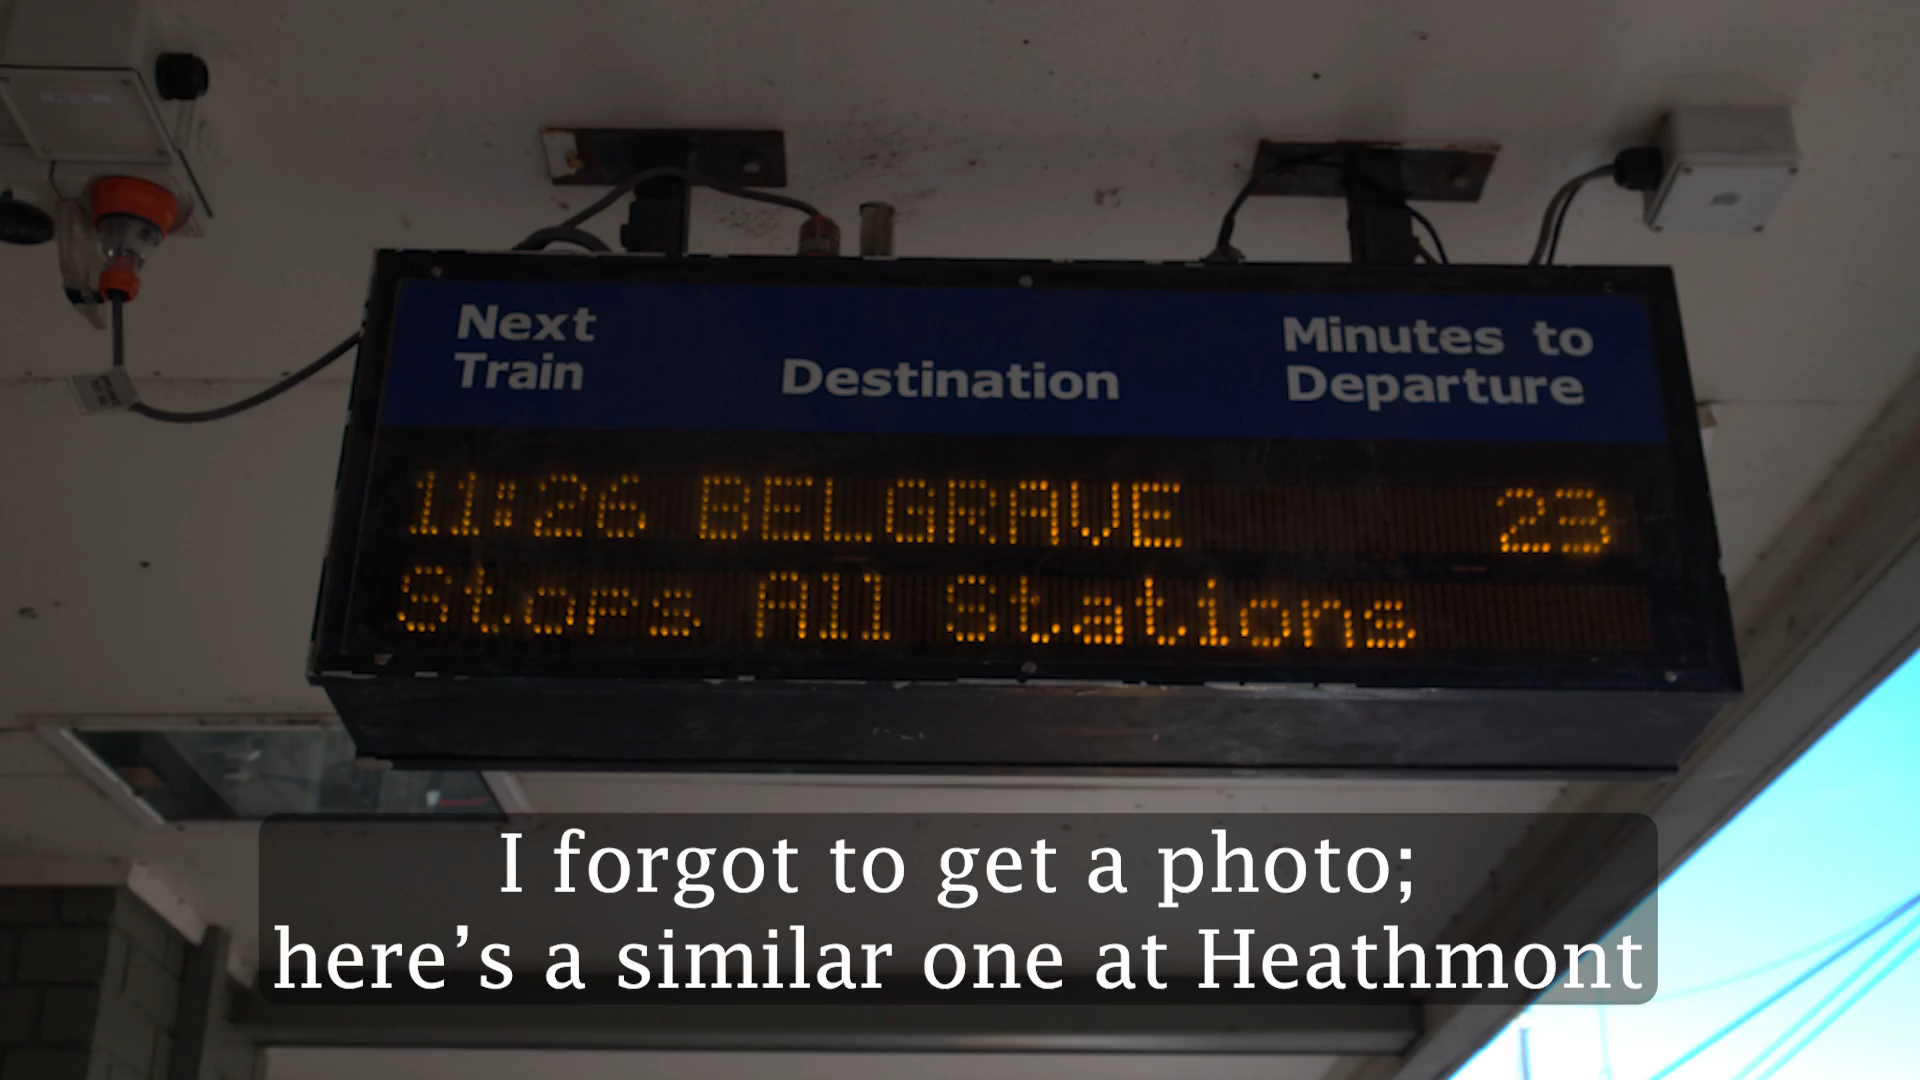 Next
Train
Destination
Minutes to
Departure
11:26 BELGRAVE 23
Stops All Stations
I forgot to get a photo;
here’s a similar one at Heathmont